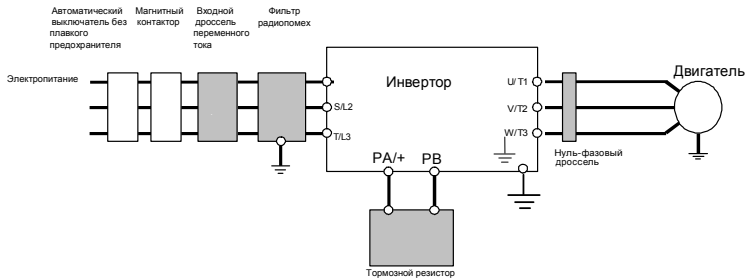 Автоматический
выключатель без
плавкого
предохранителя
Магнитный
контактор
Входной
дроссель
переменного
тока
Фильтр
радиопомех
Электропитание
S/L2
T/L3
Инвертор
U/T1
V/T2
W/T3
PA/+
PB
Нуль-фазовый
дроссель
Двигатель
Тормозной резистор